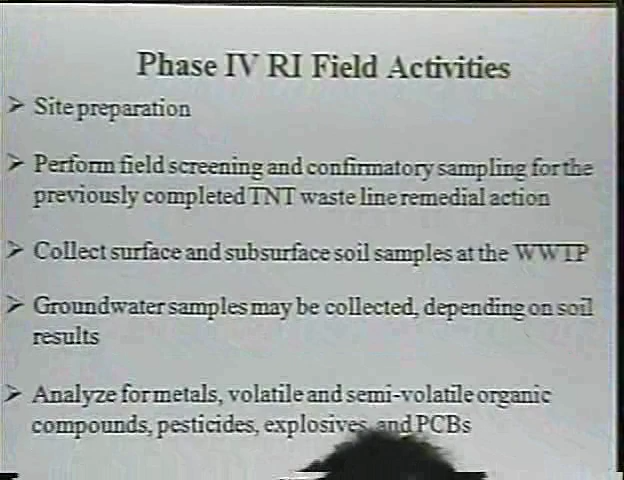 Phase IV RI Field Activities
Site preparation
Perform field screening and confirmatory sampling for the
previously completed TNT waste line remedial action
Collect surface and subsurface soil samples at the WWTP
Groundwater samples may be collected, depending on soil
results
Analyze for metals, volatile and semi-volatile organic
compounds, pesticides, explosives, and PCBs